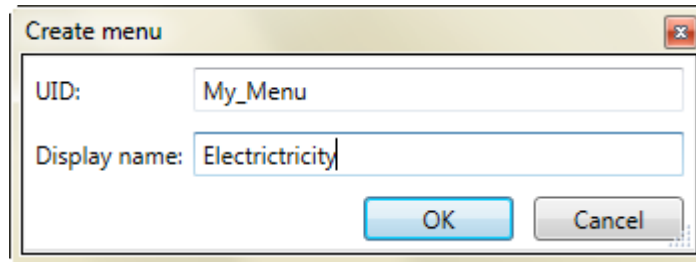 Create menu
UID: My_Menu
Display name: Electrictricity
OK Cancel